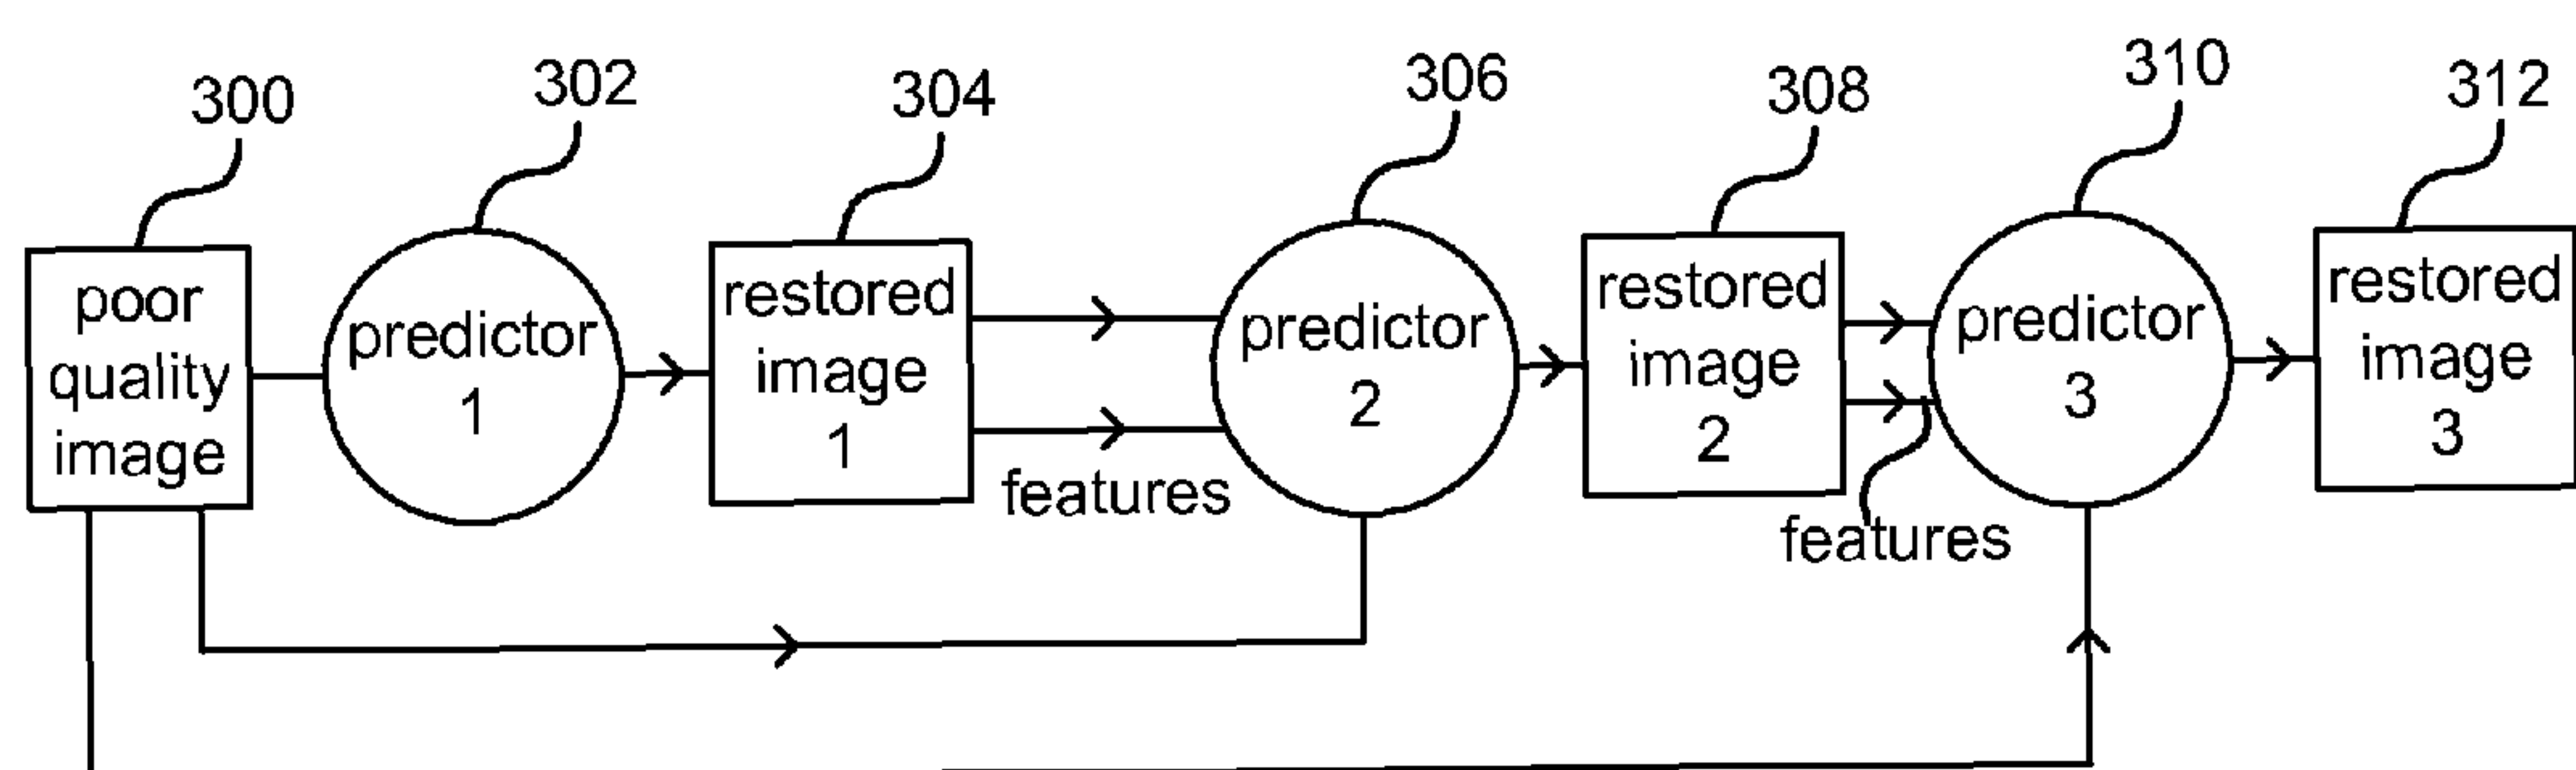 300
302
304
306
308
310
312
poor
quality
image
predictor
1
restored
image
1
features
predictor
2
restored
image
2
features
predictor
3
restored
image
3